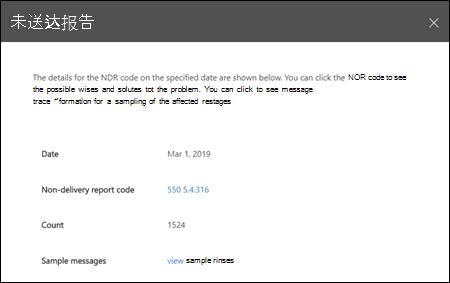 未送达报告
The details for the NDR code on the specified date are shown below. You can click the NOR code to see
the possible wises and solutes tot the problem. You can click to see message
trace "formation for a sampling of the affected restages
Date Mar 1, 2019
Non-delivery report code 550 5.4.316
Count 1524
Sample messages view sample rinses